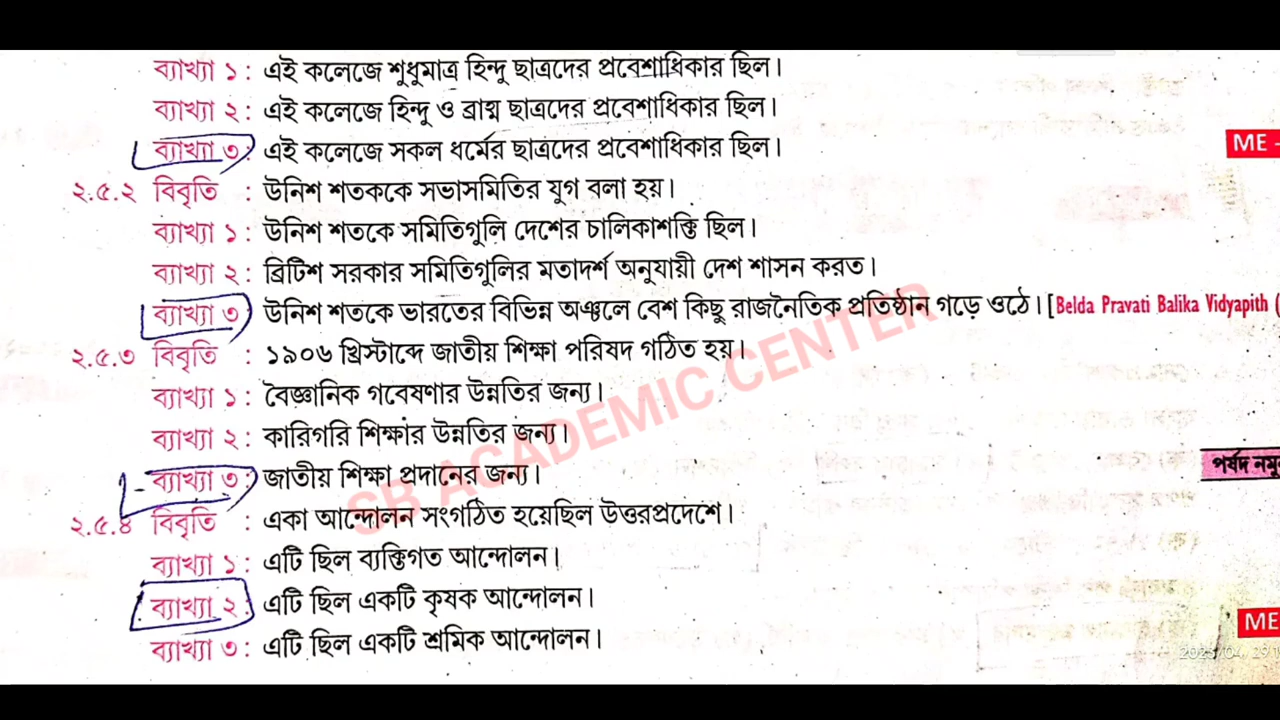 ব্যাখ্যা ১ : এই কলেজে শুধুমাত্র হিন্দু ছাত্রদের প্রবেশাধিকার ছিল।
ব্যাখ্যা ২ : এই কলেজে হিন্দু ও ব্রাহ্ম ছাত্রদের প্রবেশাধিকার ছিল।
ব্যাখ্যা ৩ : এই কলেজে সকল ধর্মের ছাত্রদের প্রবেশাধিকার ছিল।
ME -
২.৫.২ বিবৃতি : উনিশ শতককে সভাসমিতির যুগ বলা হয়।
ব্যাখ্যা ১ : উনিশ শতকে সমিতিগুলি দেশের চালিকাশক্তি ছিল।
ব্যাখ্যা ২ : ব্রিটিশ সরকার সমিতিগুলির মতাদর্শ অনুযায়ী দেশ শাসন করত।
ব্যাখ্যা ৩ : উনিশ শতকে ভারতের বিভিন্ন অঞ্চলে বেশ কিছু রাজনৈতিক প্রতিষ্ঠান গড়ে ওঠে। [Belda Pravati Balika Vidyapith (
২.৫.৩ বিবৃতি : ১৯০৬ খ্রিস্টাব্দে জাতীয় শিক্ষা পরিষদ গঠিত হয়।
ব্যাখ্যা ১ : বৈজ্ঞানিক গবেষণার উন্নতির জন্য।
ব্যাখ্যা ২ : কারিগরি শিক্ষার উন্নতির জন্য।
ব্যাখ্যা ৩ : জাতীয় শিক্ষা প্রদানের জন্য।
পর্ষদ
২.৫.৪ বিবৃতি : একা আন্দোলন সংগঠিত হয়েছিল উত্তরপ্রদেশে।
ব্যাখ্যা ১ : এটি ছিল ব্যক্তিগত আন্দোলন।
ব্যাখ্যা ২ : এটি ছিল একটি কৃষক আন্দোলন।
ব্যাখ্যা ৩ : এটি ছিল একটি শ্রমিক আন্দোলন।
ME
SB ACADEMIC CENTER